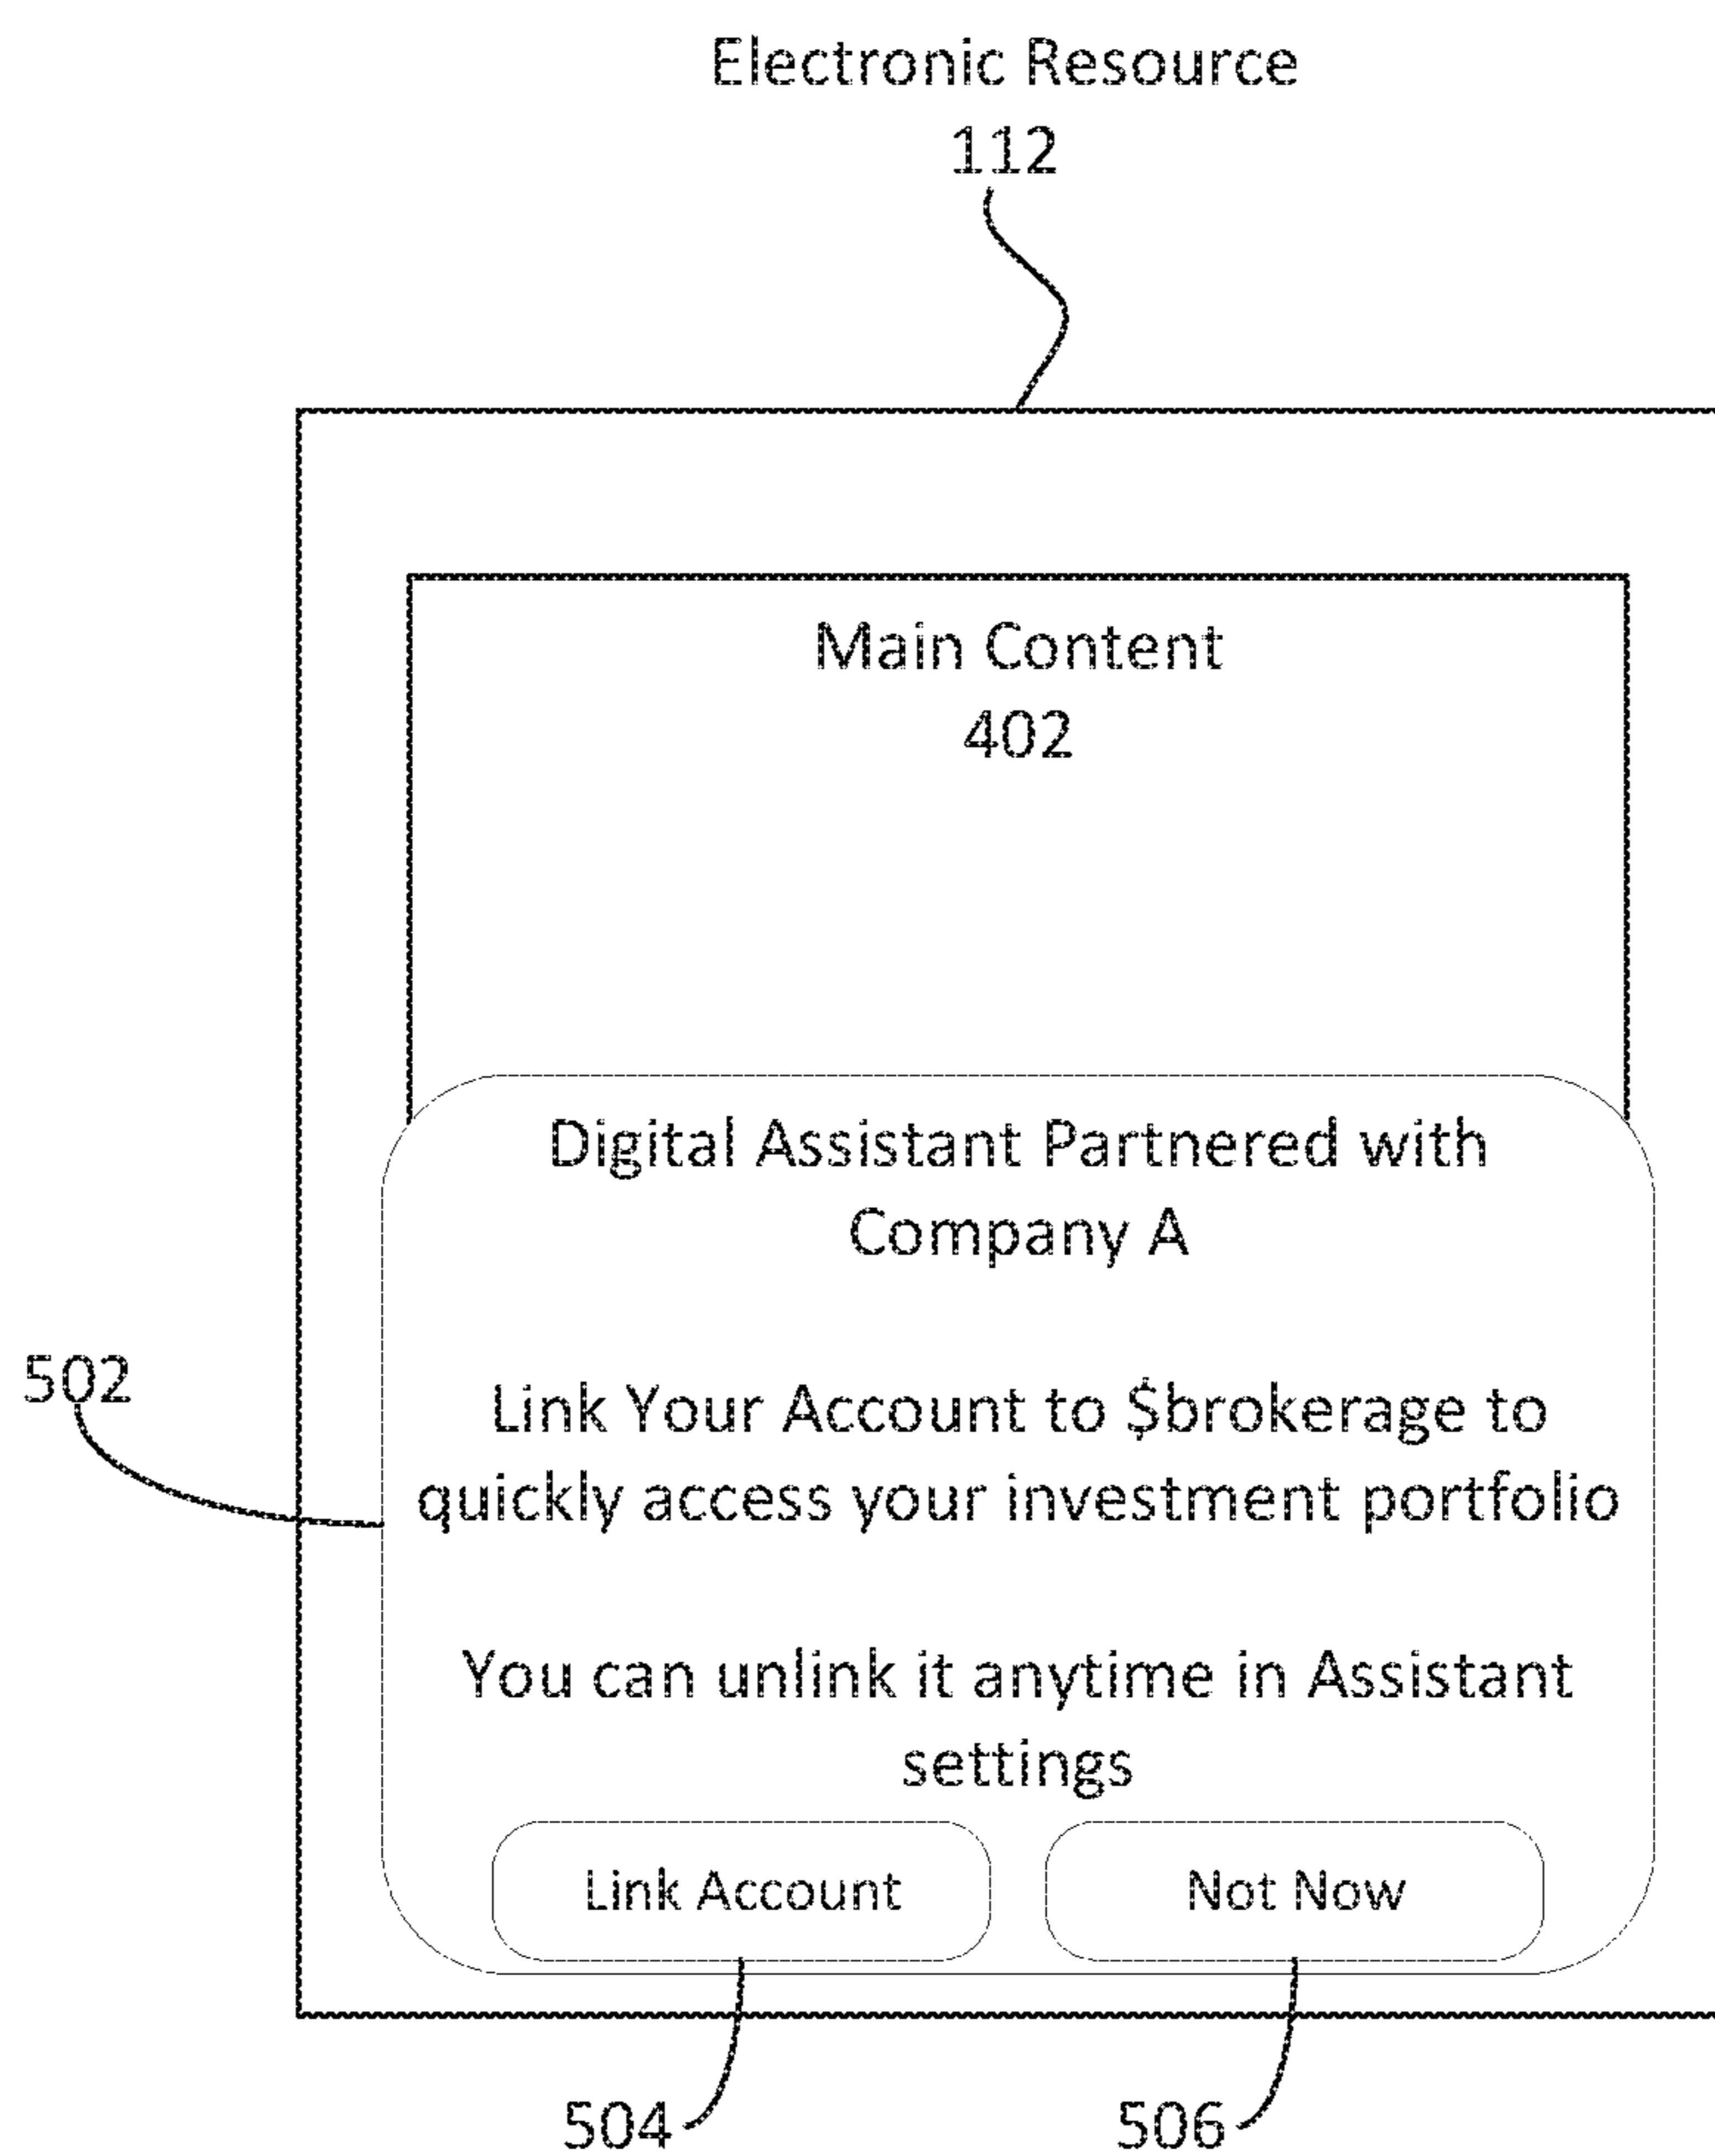 Electronic Resource
112
Main Content
402
Digital Assistant Partnered with
Company A
502
Link Your Account to $brokerage to
quickly access your investment portfolio
You can unlink it anytime in Assistant
settings
Link Account
Not Now
504
506